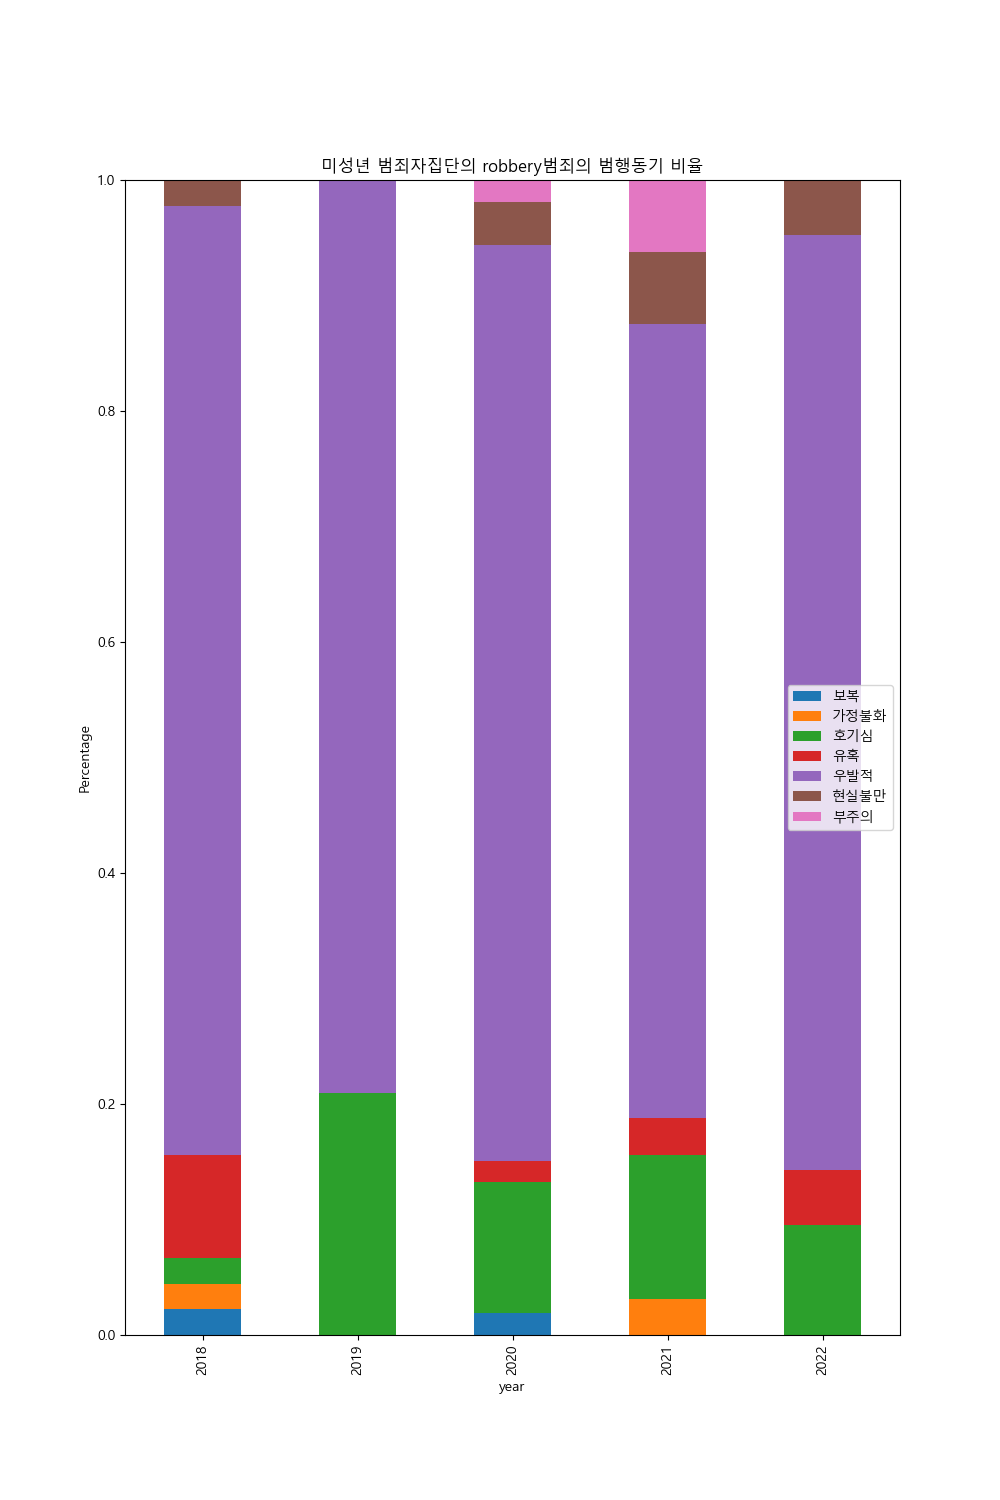 미성년 범죄자집단의 robbery범죄의 범행동기 비율
1.0
0.8
0.6
0.4
0.2
0.0
Percentage
보복
가정불화
호기심
유혹
우발적
현실불만
부주의
2018
2019
2020
2021
2022
year